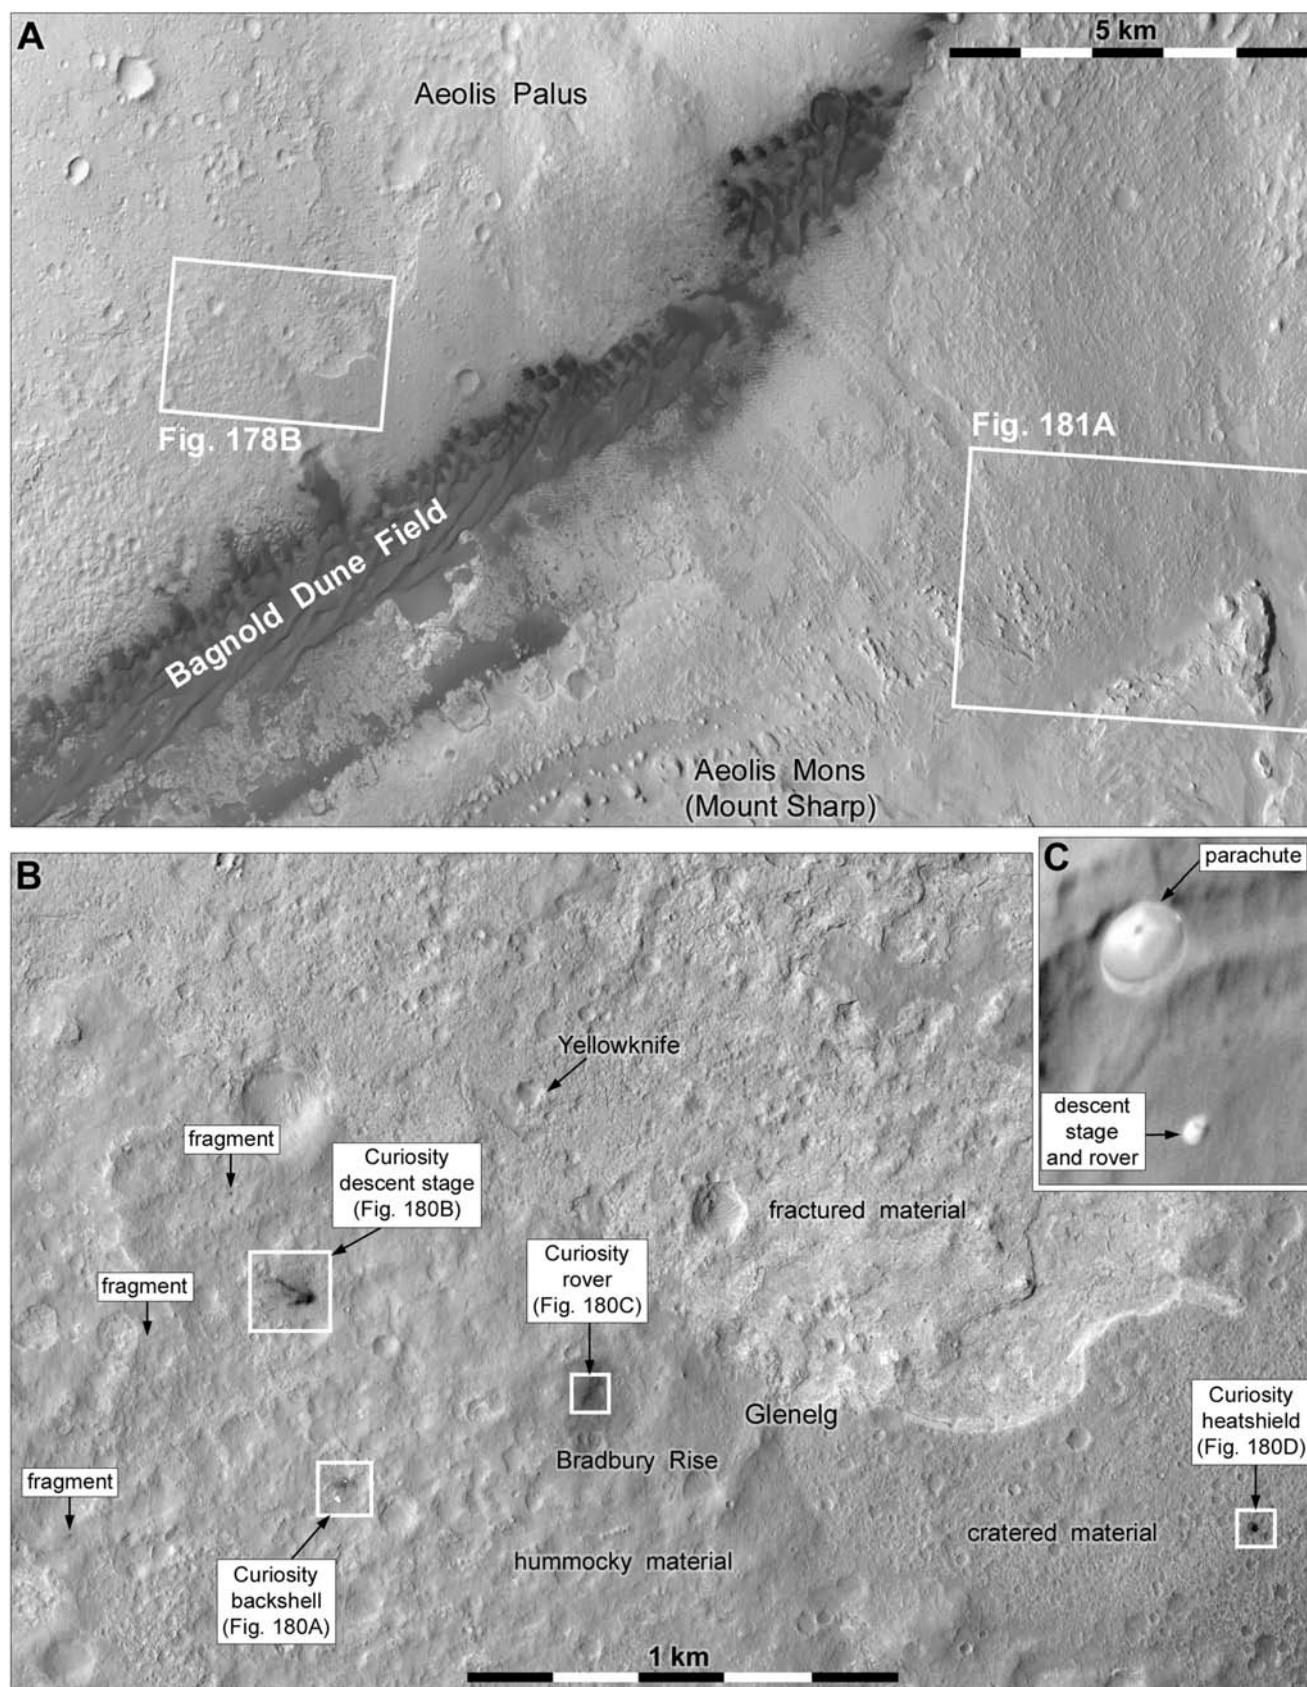 A
5 km
Aeolis Palus
Fig. 178B
Fig. 181A
Bagnold Dune Field
Aeolis Mons
(Mount Sharp)
B
C
parachute
descent
stage
and rover
Yellowknife
fragment
Curiosity
descent stage
(Fig. 180B)
fractured material
Curiosity
rover
(Fig. 180C)
fragment
Glenelg
Curiosity
heatshield
(Fig. 180D)
Bradbury Rise
fragment
cratered material
hummocky material
Curiosity
backshell
(Fig. 180A)
1 km